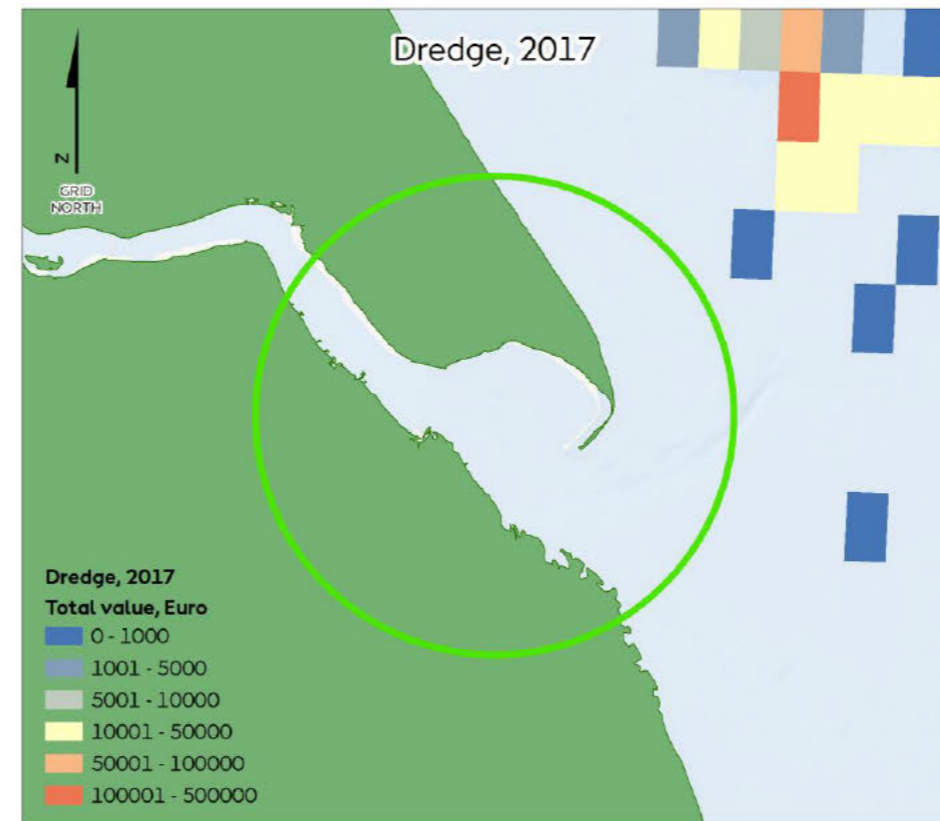 Dredge, 2017
N
GRID
NORTH
Dredge, 2017
Total value, Euro
0 - 1000
1001 - 5000
5001 - 10000
10001 - 50000
50001 - 100000
100001 - 500000